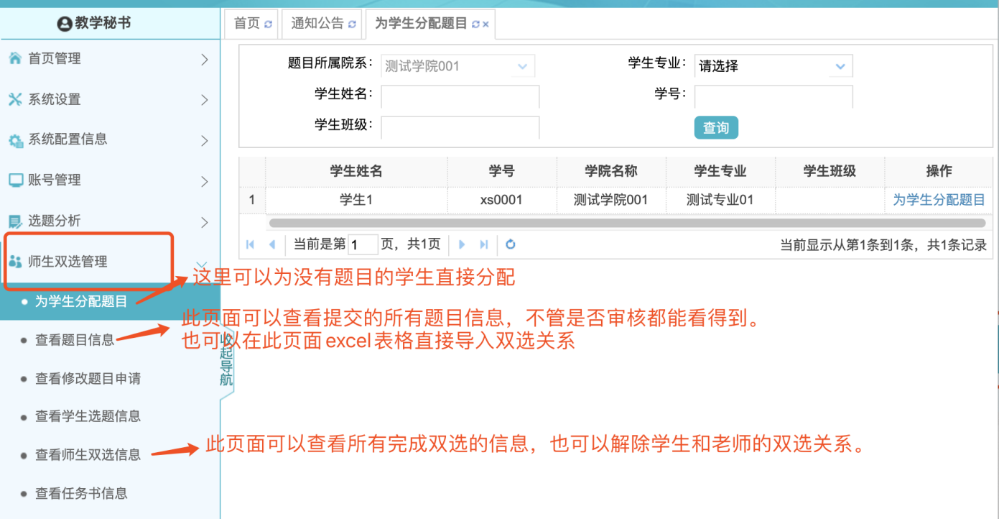 教学秘书
首页管理
系统设置
系统配置信息
账号管理
选题分析
师生双选管理
为学生分配题目
查看题目信息
查看修改题目申请
查看学生选题信息
查看师生双选信息
查看任务书信息
收起导航
首页 通知公告 为学生分配题目
题目所属院系： 测试学院001 学生专业： 请选择
学生姓名： 学号：
学生班级： 查询
学生姓名 学号 学院名称 学生专业 学生班级 操作
1 学生1 xs0001 测试学院001 测试专业01 为学生分配题目
当前是第 1 页，共1页 当前显示从第1条到1条，共1条记录
这里可以为没有题目的学生直接分配
此页面可以查看提交的所有题目信息，不管是否审核都能看得到。
也可以在此页面excel表格直接导入双选关系
此页面可以查看所有完成双选的信息，也可以解除学生和老师的双选关系。